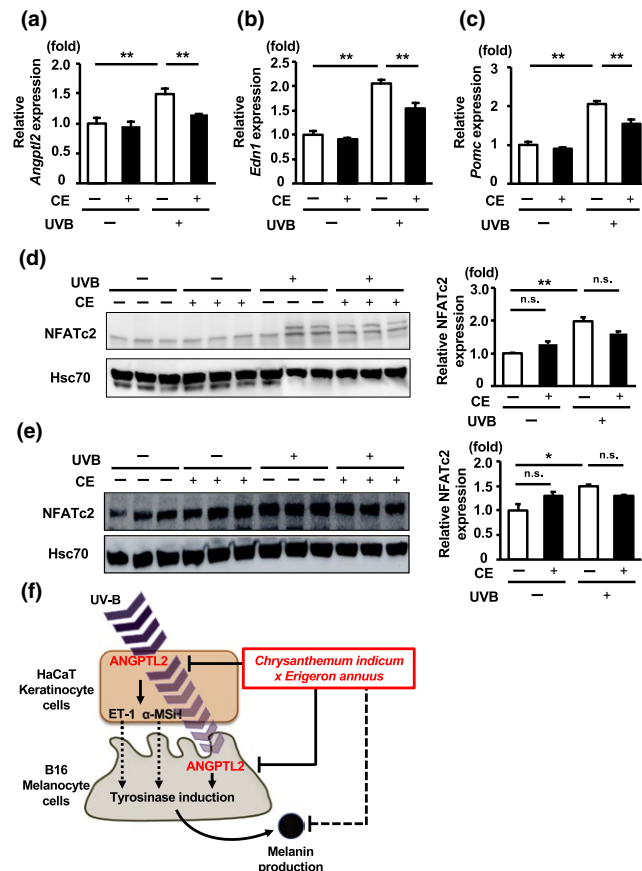 (a)
(fold)
**
**
2.0
1.5
1.0
0.5
0
Relative
Angptl2 expression
CE
— + — +
UVB
— +
(b)
(fold)
**
**
2.5
2.0
1.5
1.0
0.5
0
Relative
Edn1 expression
CE
— + — +
UVB
— +
(c)
(fold)
**
**
3
2
1
0
Relative
Pomc expression
CE
— + — +
UVB
— +
(d)
UVB — — + +
CE — — — + + + — — — + + +
NFATc2
Hsc70
(fold)
**
n.s.
n.s.
3.0
2.0
1.0
0
Relative NFATc2
expression
CE — + — +
UVB — +
(e)
UVB — — + +
CE — — — + + + — — — + + +
NFATc2
Hsc70
(fold)
*
n.s.
n.s.
2.0
1.5
1.0
0.5
0
Relative NFATc2
expression
CE — + — +
UVB — +
(f)
UV-B
ANGPTL2
Chrysanthemum indicum
x Erigeron annuus
HaCaT
Keratinocyte
cells
ET-1 α-MSH
ANGPTL2
B16
Melanocyte
cells
Tyrosinase induction
Melanin
production